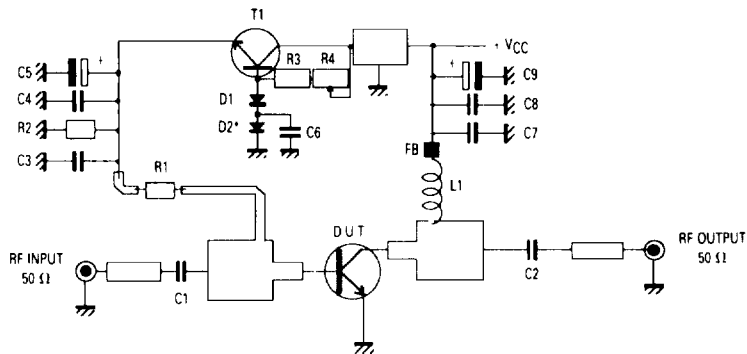 T1
+ VCC
C5 +
R3 R4
+ C9
C4
D1
C8
R2
D2*
C6
C7
C3
FB
R1
L1
DUT
RF INPUT
50 Ω
C1
C2
RF OUTPUT
50 Ω